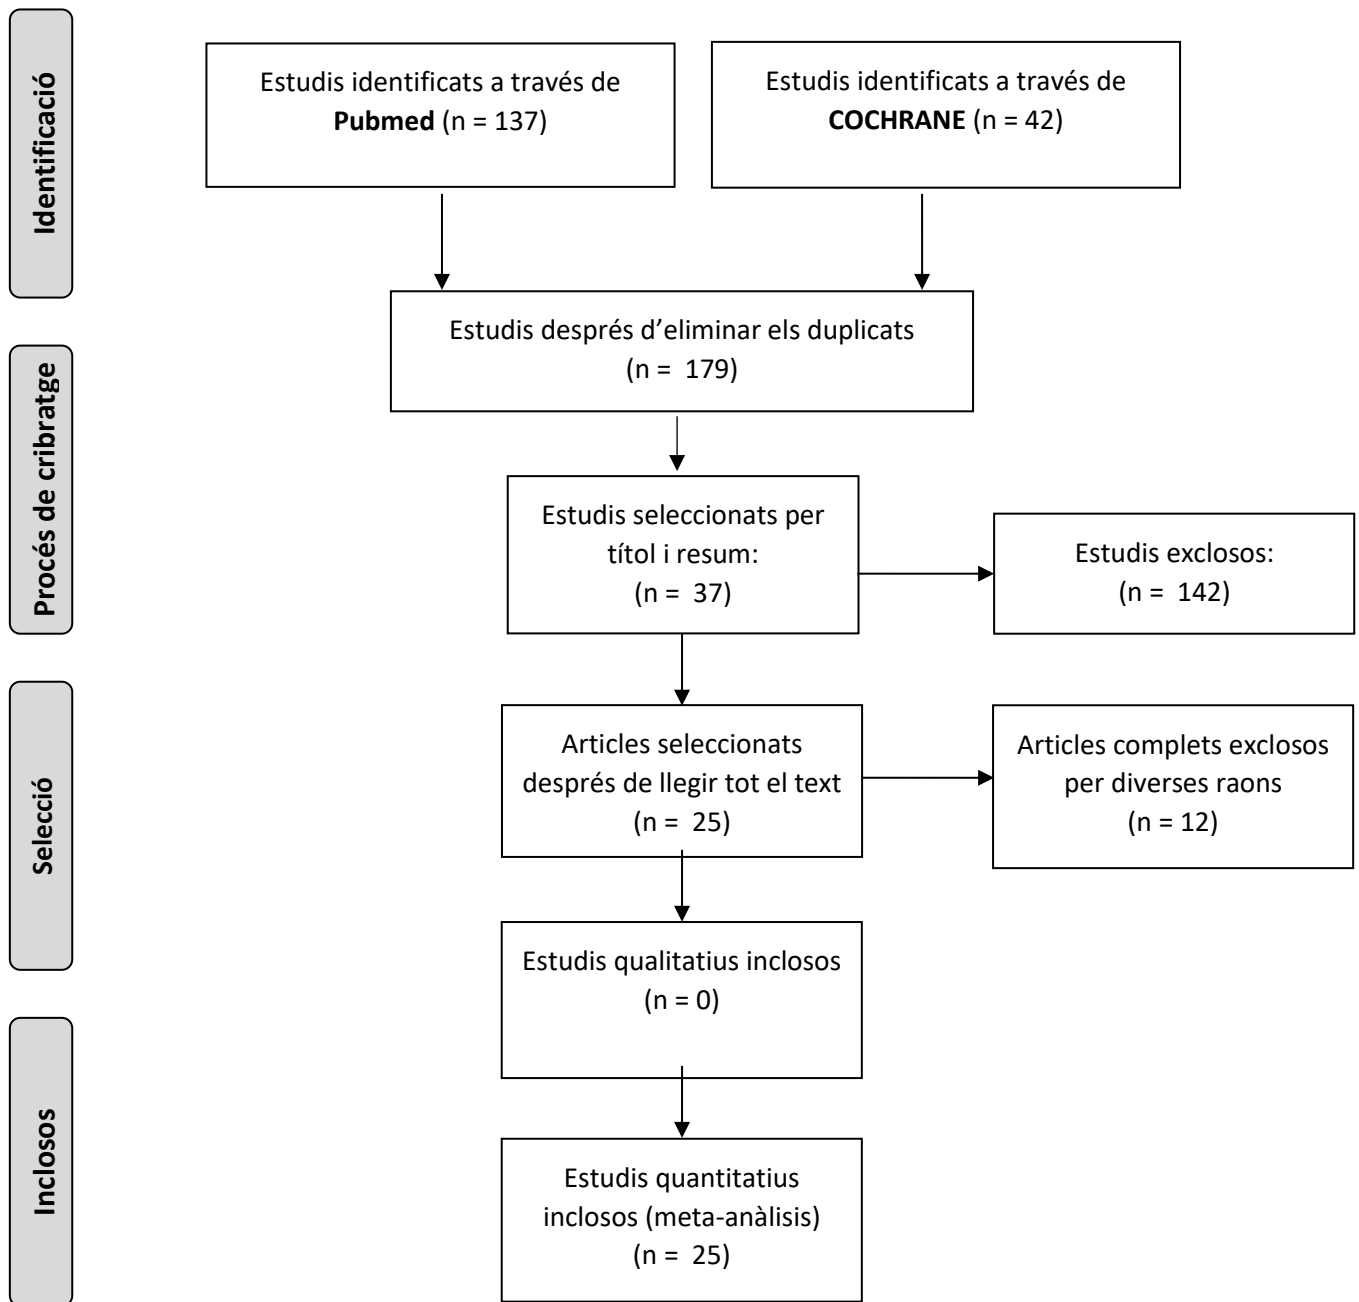 Identificació
Estudis identificats a través de
Pubmed (n = 137)
Estudis identificats a través de
COCHRANE (n = 42)
Estudis després d’eliminar els duplicats
(n =  179)
Procés de cribratge
Estudis seleccionats per
títol i resum:
(n =  37)
Estudis exclosos:
(n =  142)
Selecció
Articles seleccionats
després de llegir tot el text
(n =  25)
Articles complets exclosos
per diverses raons
(n = 12)
Estudis qualitatius inclosos
(n = 0)
Inclosos
Estudis quantitatius
inclosos (meta-anàlisis)
(n =  25)